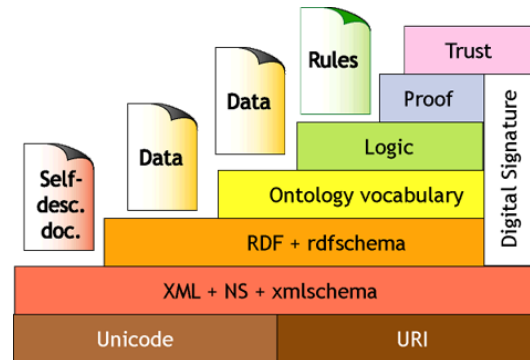 Trust
Rules
Proof
Data
Logic
Data
Ontology vocabulary
Self-
desc.
doc.
RDF + rdfschema
Digital Signature
XML + NS + xmlschema
Unicode
URI